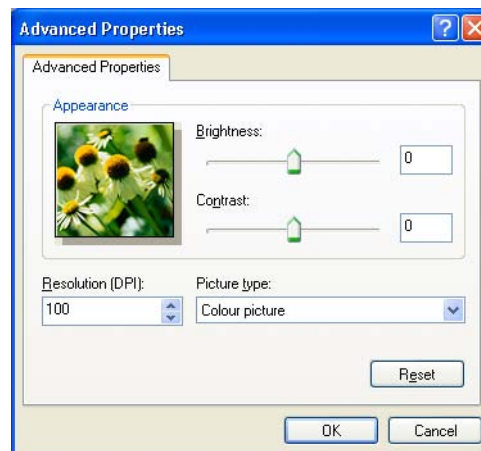 Advanced Properties
Advanced Properties
Appearance
Brightness:
0
Contrast:
0
Resolution (DPI):
100
Picture type:
Colour picture
Reset
OK
Cancel